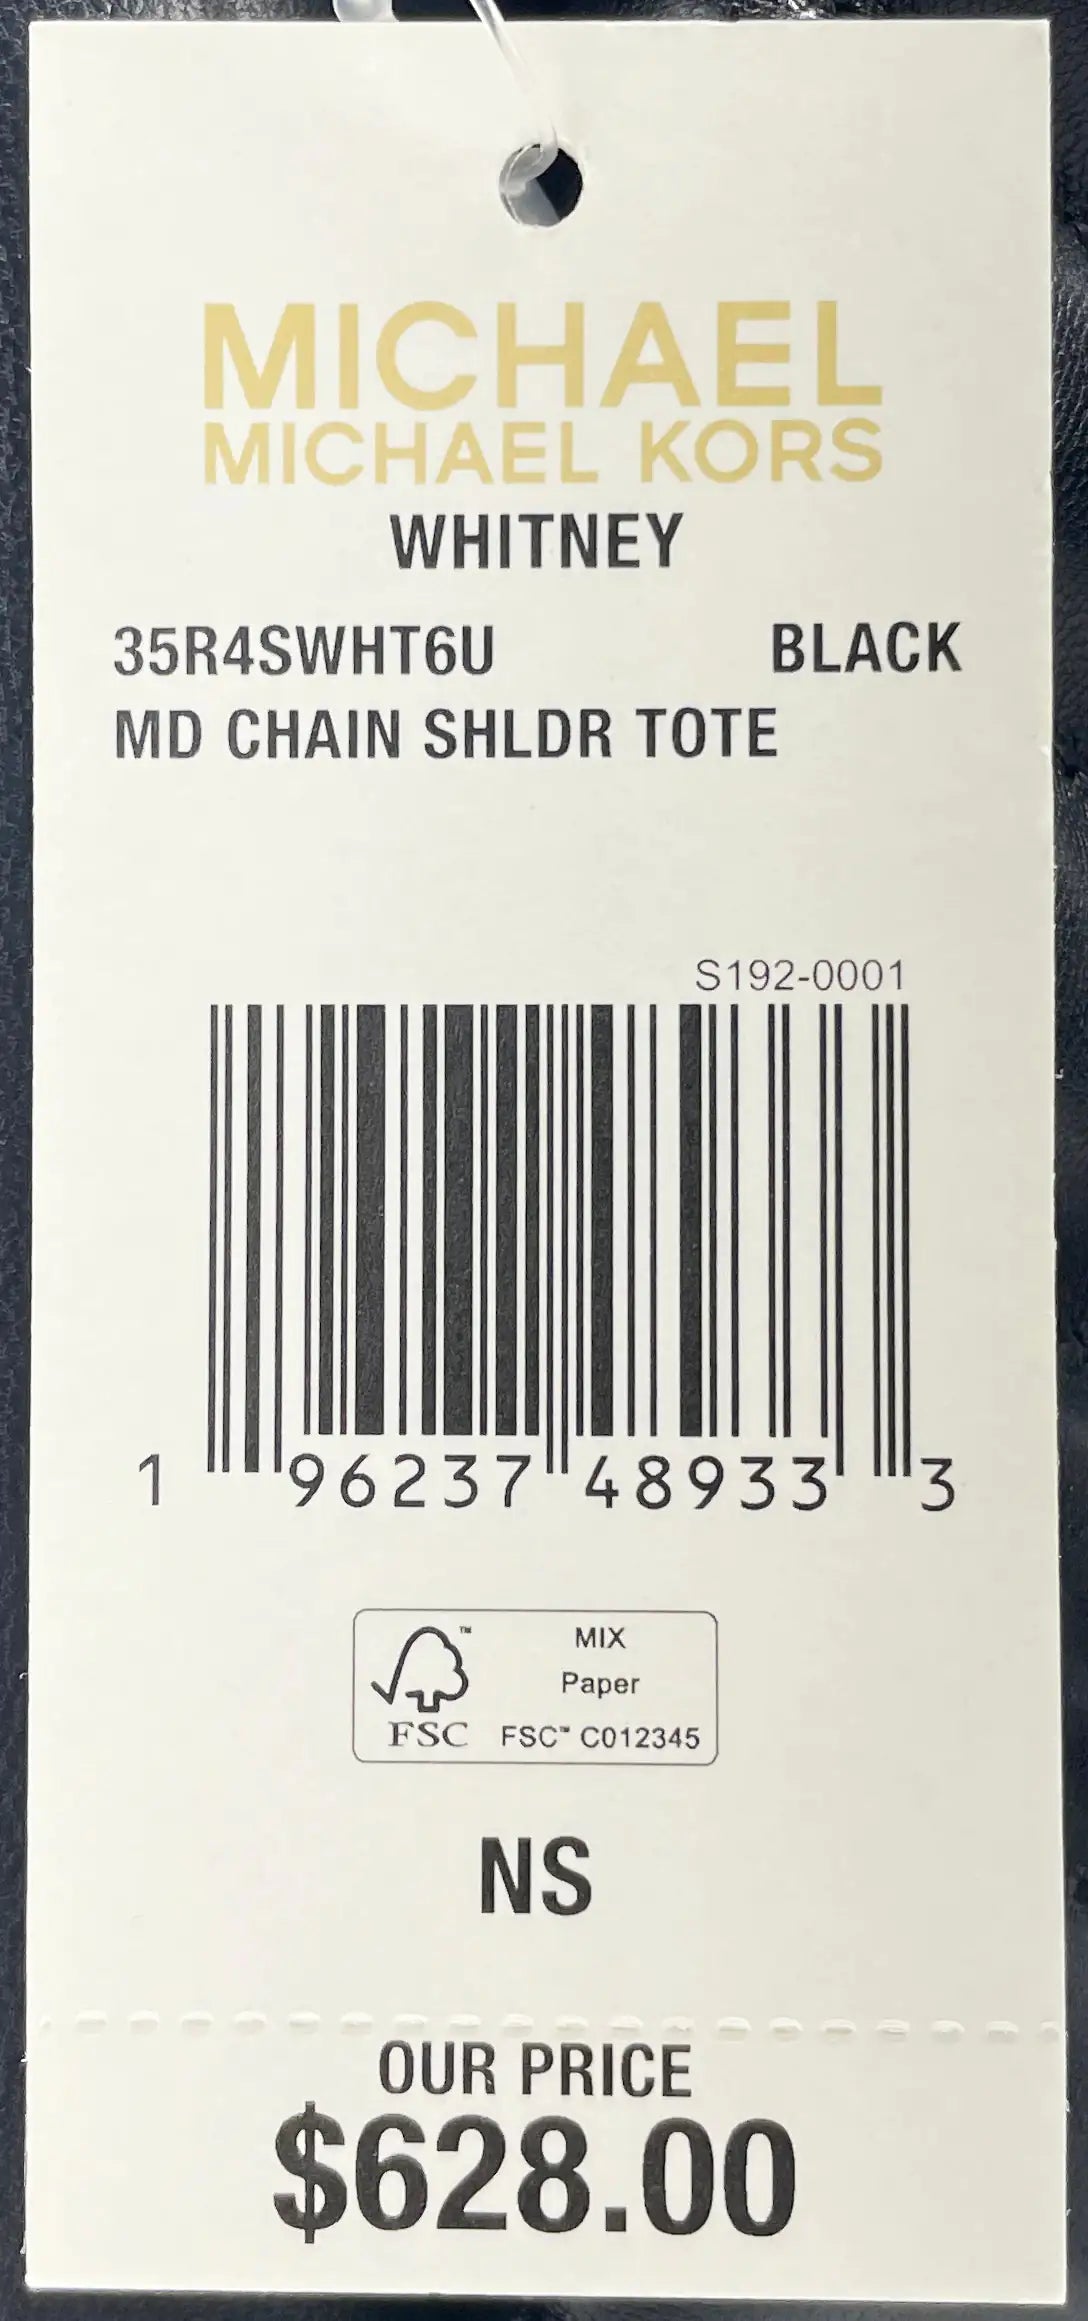 MICHAEL
MICHAEL KORS
WHITNEY
35R4SWHT6U BLACK
MD CHAIN SHLDR TOTE
S192-0001
1 96237 48933 3
™ MIX
Paper
FSC FSC™ C012345
NS
OUR PRICE
$628.00